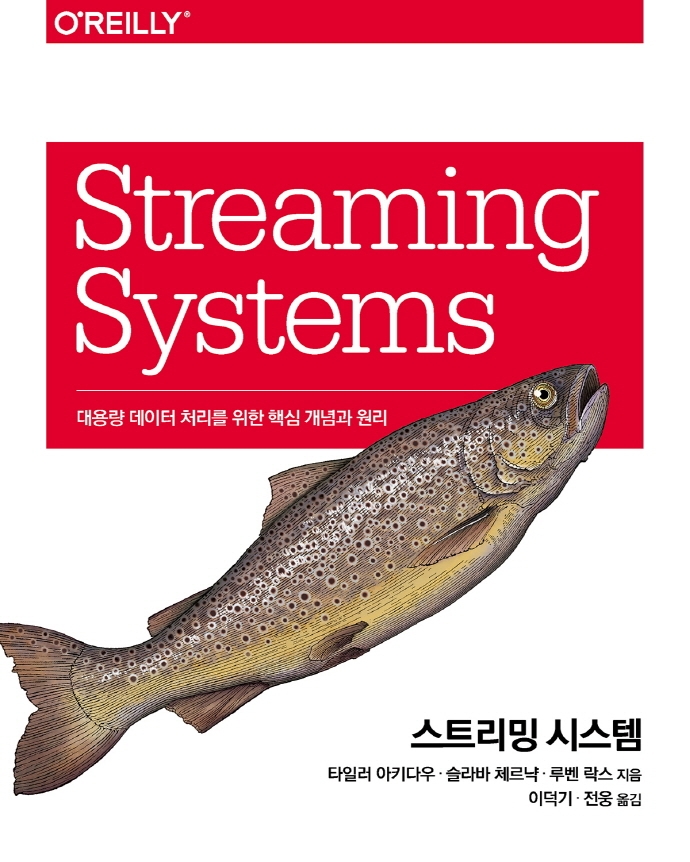 O'REILLY®
Streaming
Systems
대용량 데이터 처리를 위한 핵심 개념과 원리
스트리밍 시스템
타일러 아키다우 · 슬라바 체르냑 · 루벤 락스 지음
이덕기 · 전웅 옮김